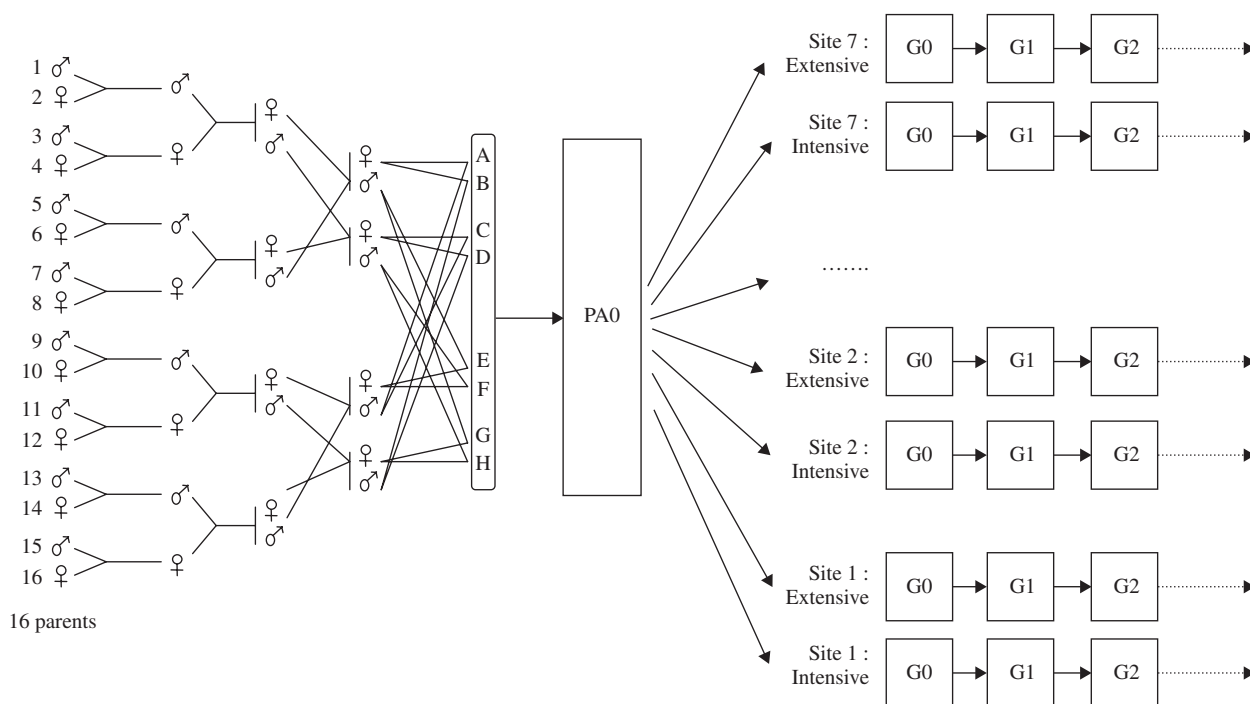 1 ♂
2 ♀
3 ♂
4 ♀
5 ♂
6 ♀
7 ♂
8 ♀
9 ♂
10 ♀
11 ♂
12 ♀
13 ♂
14 ♀
15 ♂
16 ♀
16 parents
♂
♀
♂
♀
♂
♀
♂
♀
♀
♂
♀
♂
♀
♂
♀
♂
♀
♂
♀
♂
♀
♂
♀
♂
A
B
C
D
E
F
G
H
PA0
Site 7 :
Extensive
G0 G1 G2
Site 7 :
Intensive
G0 G1 G2
.......
Site 2 :
Extensive
G0 G1 G2
Site 2 :
Intensive
G0 G1 G2
Site 1 :
Extensive
G0 G1 G2
Site 1 :
Intensive
G0 G1 G2